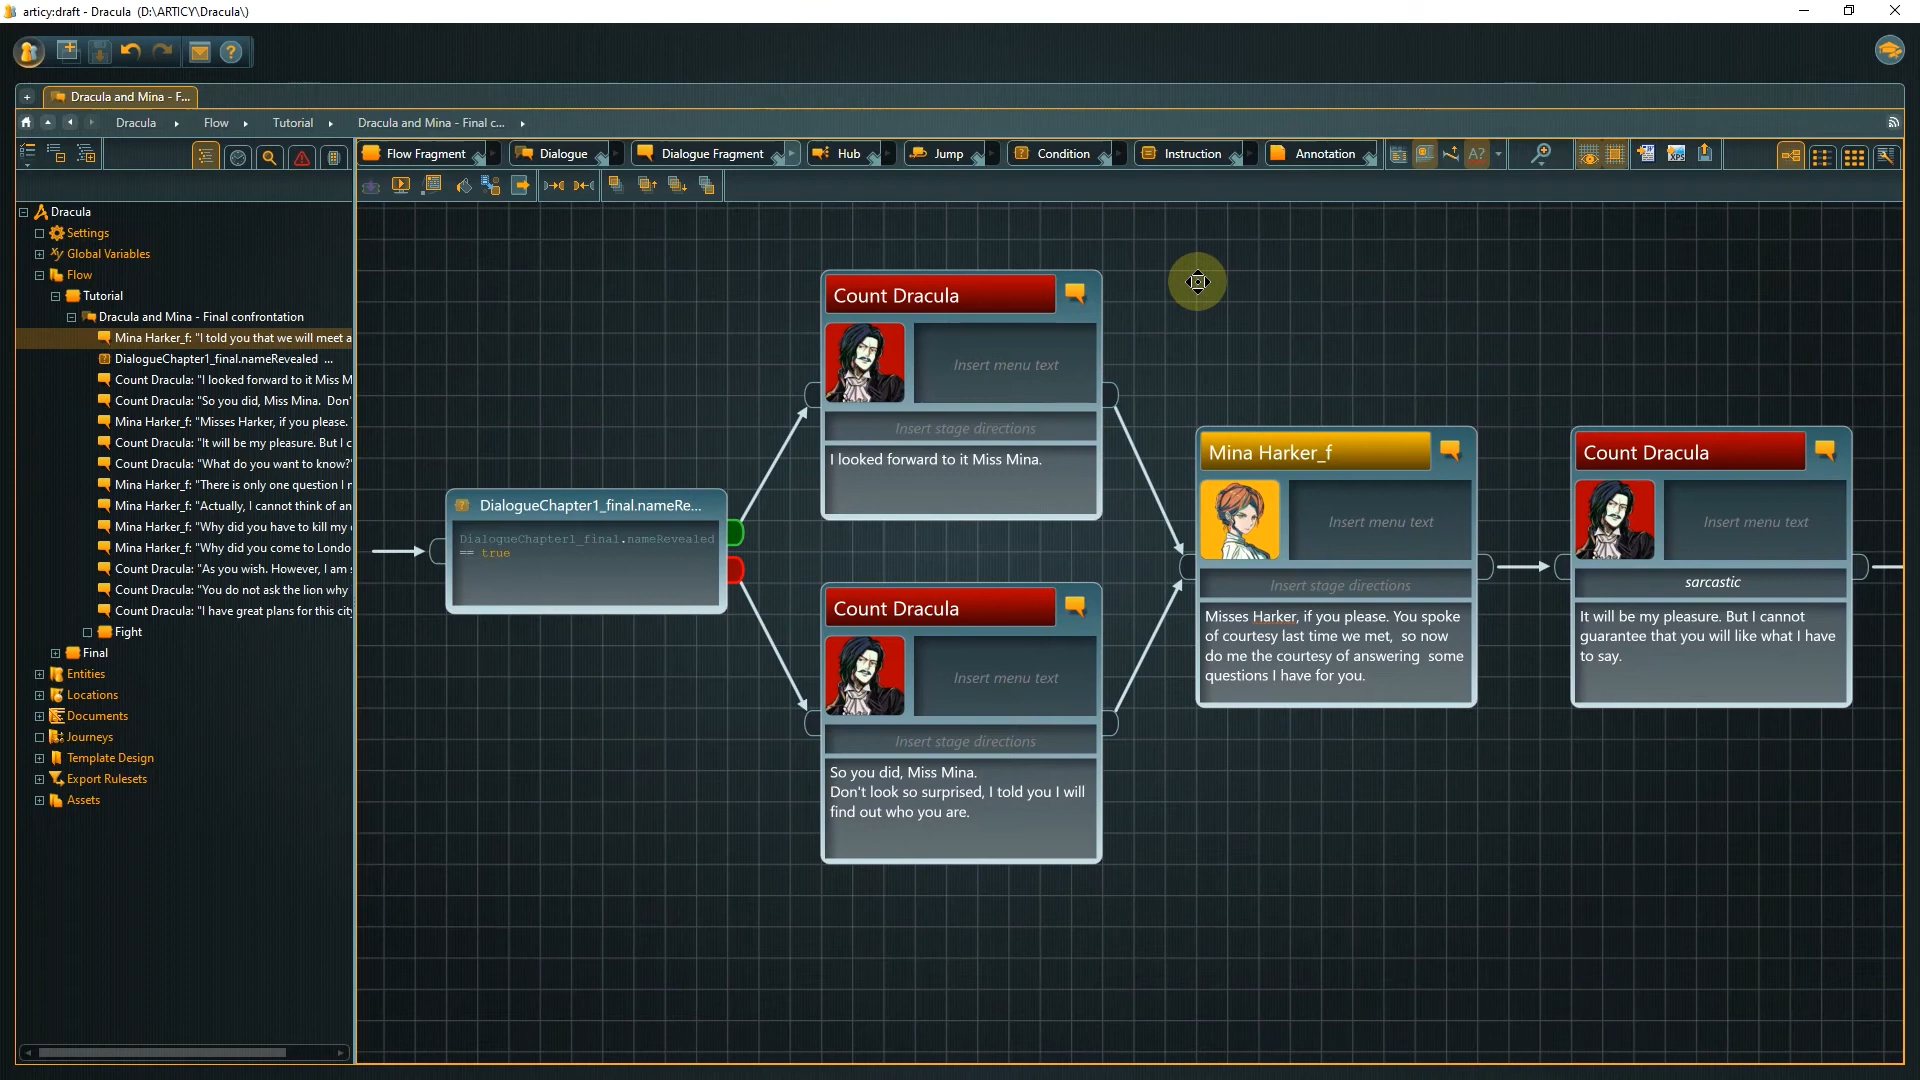 articy:draft - Dracula  (D:\ARTICY\Dracula\)
Dracula and Mina - F...
Dracula
Flow
Tutorial
Dracula and Mina - Final c...
Flow Fragment
Dialogue
Dialogue Fragment
Hub
Jump
Condition
Instruction
Annotation
Dracula
Settings
Global Variables
Flow
Tutorial
Dracula and Mina - Final confrontation
Mina Harker_f: "I told you that we will meet a
DialogueChapter1_final.nameRevealed ...
Count Dracula: "I looked forward to it Miss M
Count Dracula: "So you did, Miss Mina.  Don'
Mina Harker_f: "Misses Harker, if you please.
Count Dracula: "It will be my pleasure. But I c
Count Dracula: "What do you want to know?"
Mina Harker_f: "There is only one question I r
Mina Harker_f: "Actually, I cannot think of an
Mina Harker_f: "Why did you have to kill my
Mina Harker_f: "Why did you come to Londo
Count Dracula: "As you wish. However, I am
Count Dracula: "You do not ask the lion why
Count Dracula: "I have great plans for this city
Fight
Final
Entities
Locations
Documents
Journeys
Template Design
Export Rulesets
Assets
DialogueChapter1_final.nameRe...
DialogueChapter1_final.nameRevealed
== true
Count Dracula
Insert menu text
Insert stage directions
I looked forward to it Miss Mina.
Count Dracula
Insert menu text
Insert stage directions
So you did, Miss Mina.
Don't look so surprised, I told you I will
find out who you are.
Mina Harker_f
Insert menu text
Insert stage directions
Misses Harker, if you please. You spoke
of courtesy last time we met,  so now
do me the courtesy of answering  some
questions I have for you.
Count Dracula
Insert menu text
sarcastic
It will be my pleasure. But I cannot
guarantee that you will like what I have
to say.